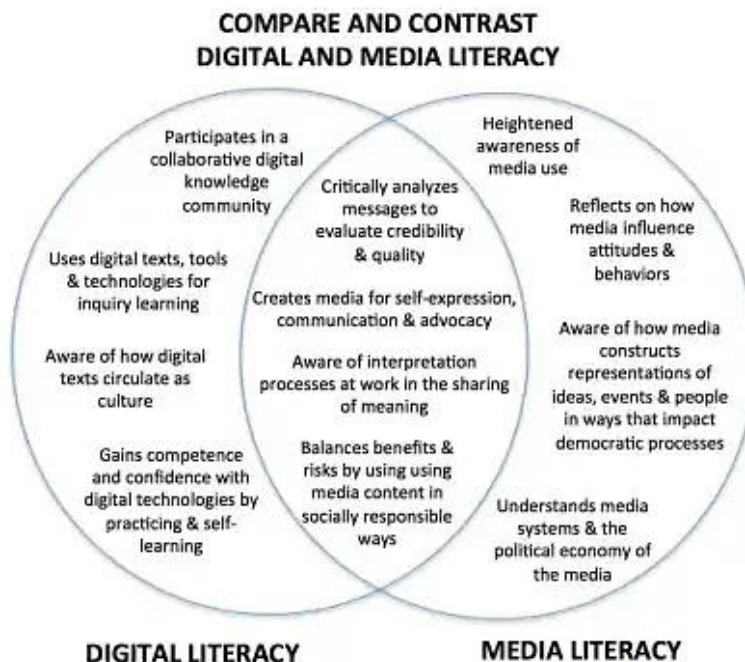 COMPARE AND CONTRAST
DIGITAL AND MEDIA LITERACY
Participates in a
collaborative digital
knowledge
community
Uses digital texts, tools
& technologies for
inquiry learning
Aware of how digital
texts circulate as
culture
Gains competence
and confidence with
digital technologies by
practicing & self-
learning
Critically analyzes
messages to
evaluate credibility
& quality
Creates media for self-expression,
communication & advocacy
Aware of interpretation
processes at work in the sharing
of meaning
Balances benefits &
risks by using using
media content in
socially responsible
ways
Heightened
awareness of
media use
Reflects on how
media influence
attitudes &
behaviors
Aware of how media
constructs
representations of
ideas, events & people
in ways that impact
democratic processes
Understands media
systems & the
political economy of
the media
DIGITAL LITERACY
MEDIA LITERACY